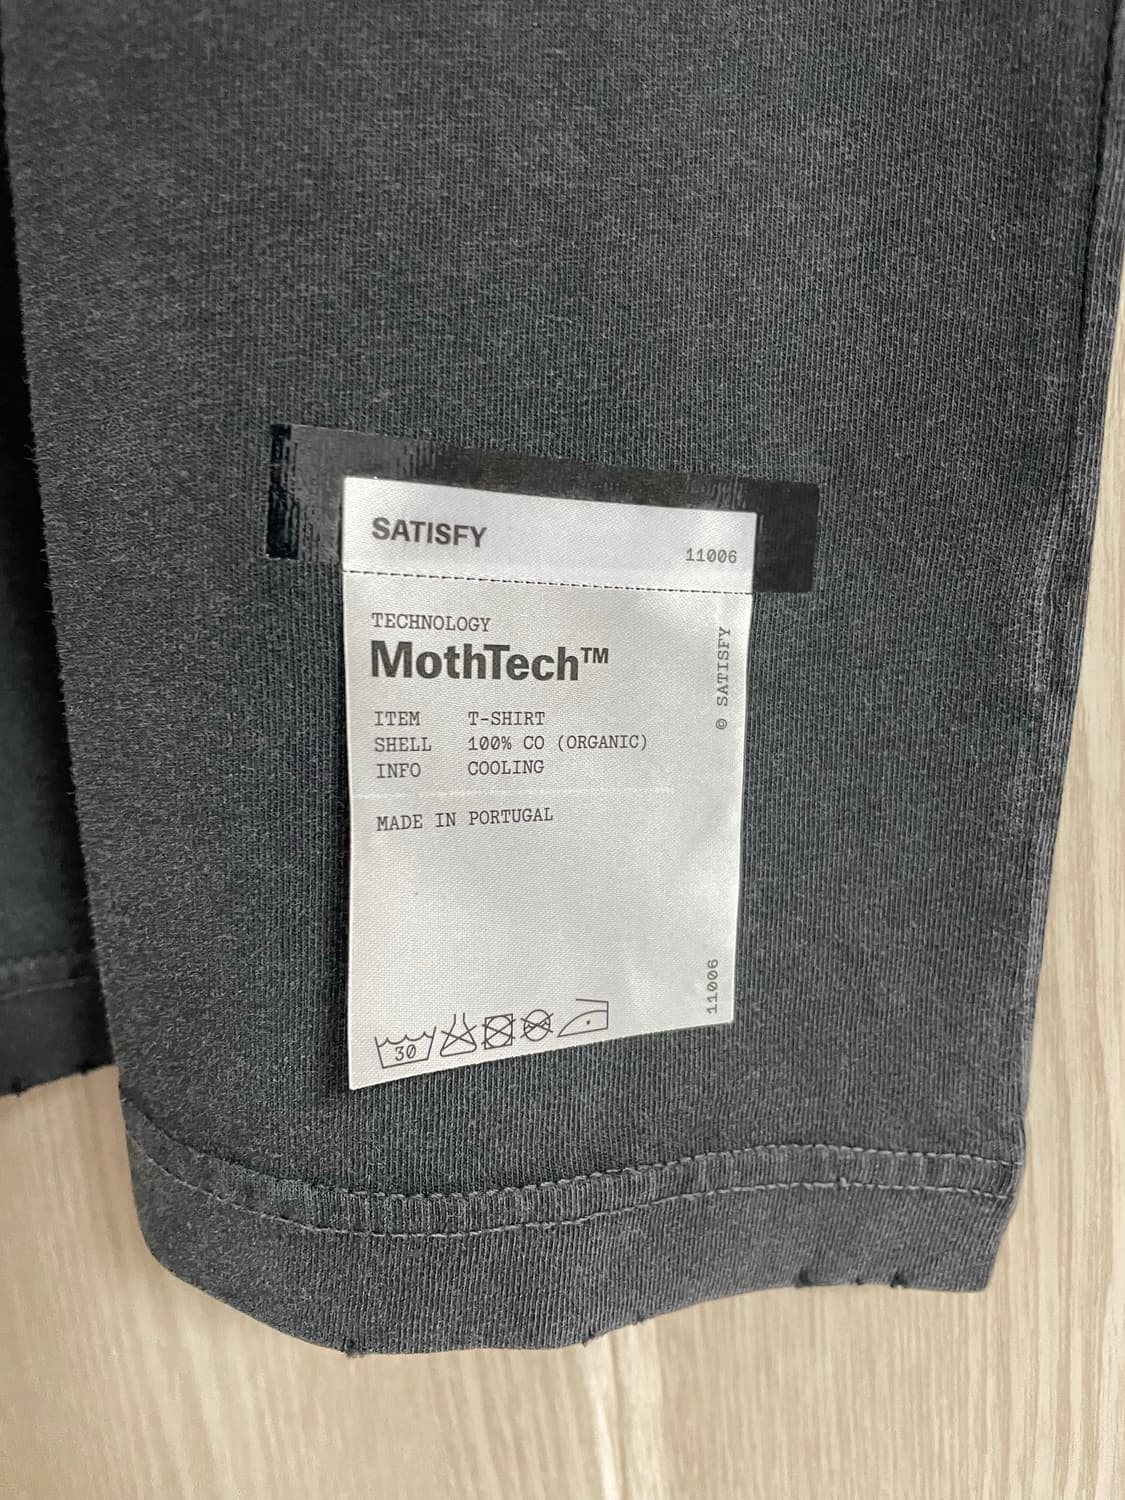 SATISFY
11006
TECHNOLOGY
MothTech™
ITEM T-SHIRT
SHELL 100% CO (ORGANIC)
INFO COOLING
MADE IN PORTUGAL
© SATISFY
11006
30